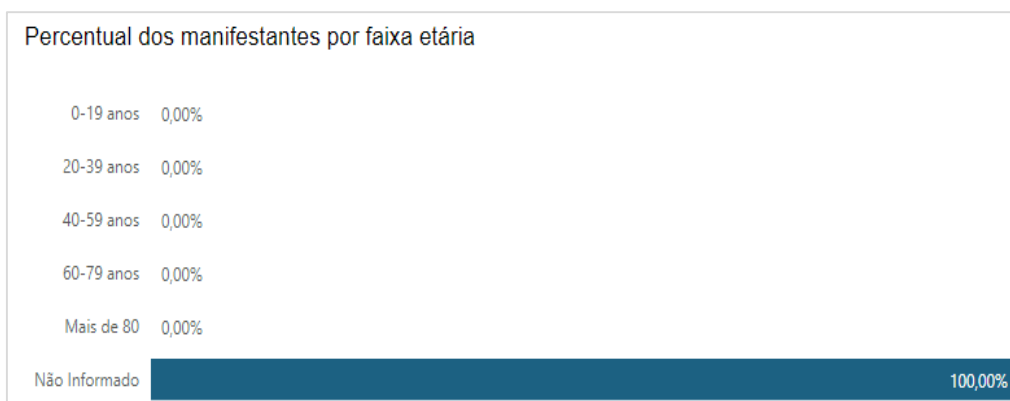 Percentual dos manifestantes por faixa etária
0-19 anos 0,00%
20-39 anos 0,00%
40-59 anos 0,00%
60-79 anos 0,00%
Mais de 80 0,00%
Não Informado 100,00%